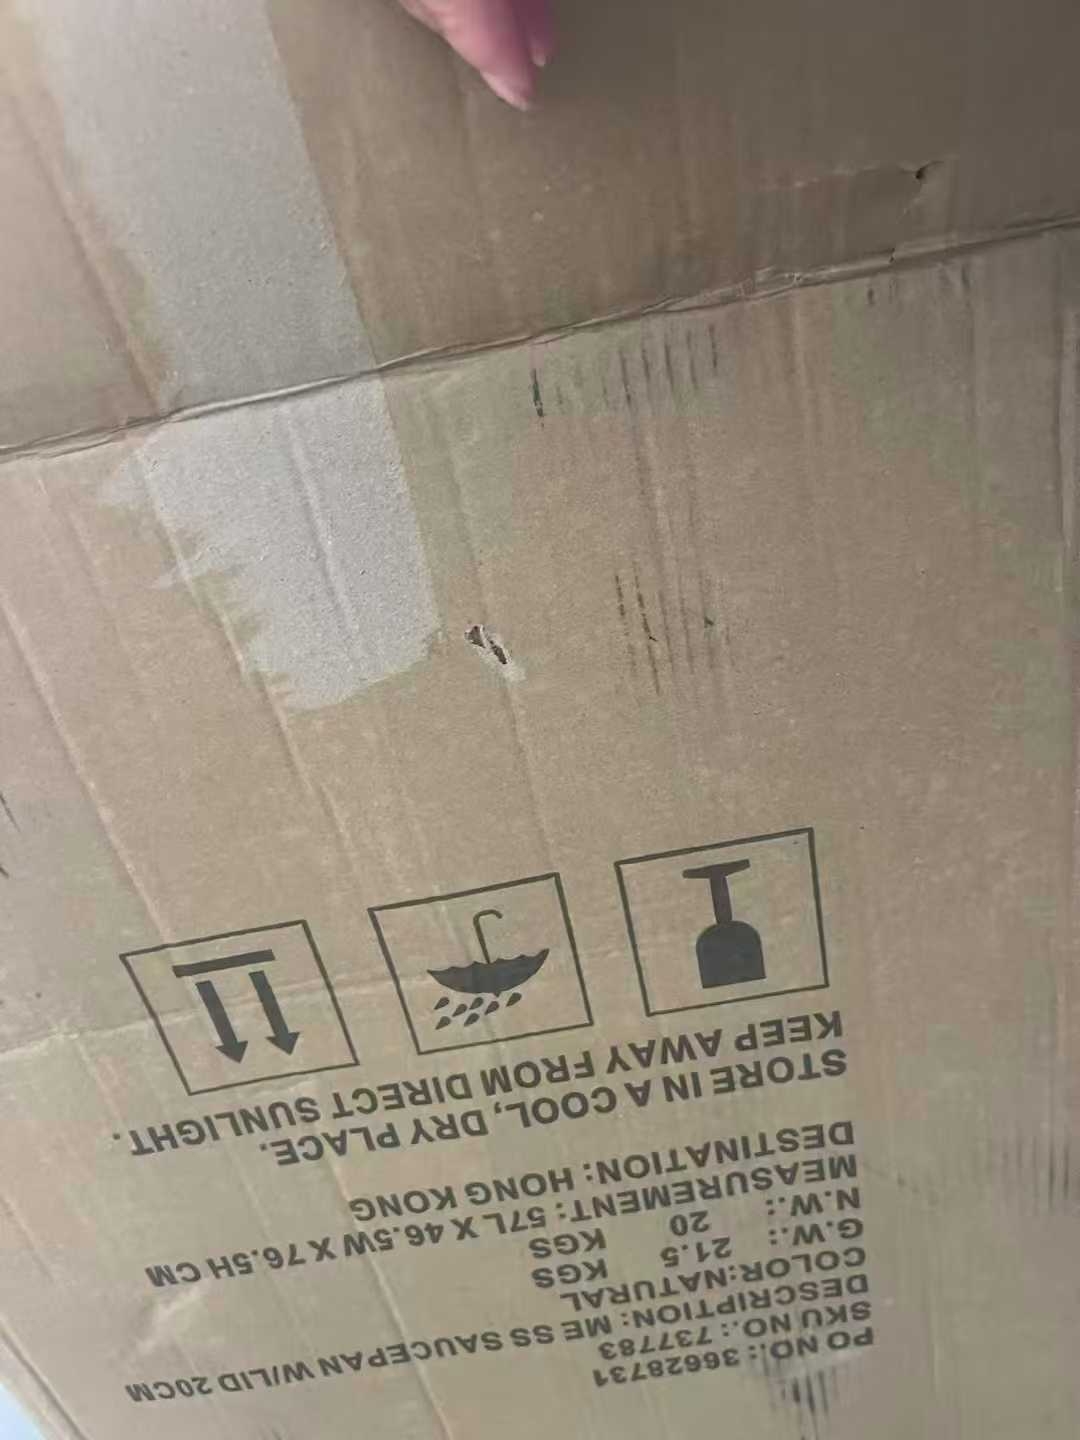 PO NO.: 36628731
SKU NO.: 737783
DESCRIPTION: ME SS SAUCEPAN W/LID 20CM
COLOR:NATURAL
G.W.: 21.5 KGS
N.W.: 20 KGS
MEASUREMENT: 57L X 46.5W X 76.5H CM
DESTINATION: HONG KONG
STORE IN A COOL, DRY PLACE.
KEEP AWAY FROM DIRECT SUNLIGHT.